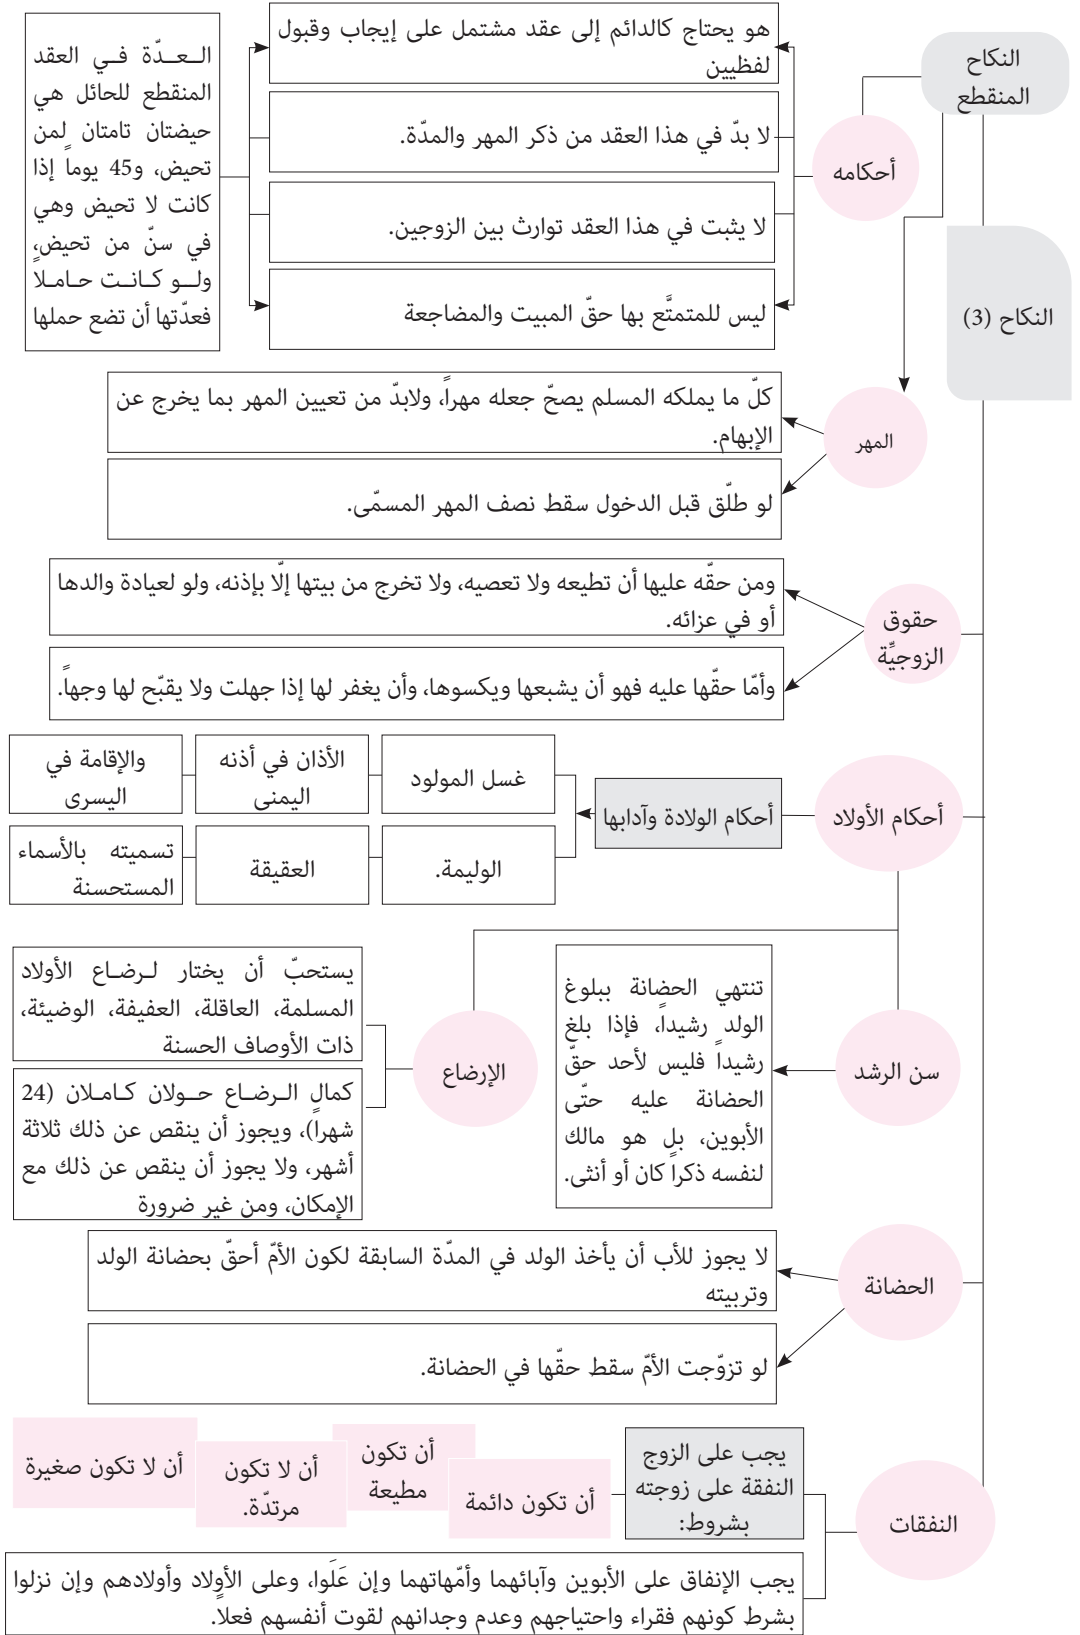 النكاح
المنقطع
أحكامه
هو يحتاج كالدائم إلى عقد مشتمل على إيجاب وقبول
لفظيين
لا بدّ في هذا العقد من ذكر المهر والمدّة.
لا يثبت في هذا العقد توارث بين الزوجين.
ليس للمتمتَّع بها حقّ المبيت والمضاجعة
الـعــدّة فــي العقد
المنقطع للحائل هي
حيضتان تامتان لمن
تحيض، و45 يوماً إذا
كانت لا تحيض وهي
في سنّ من تحيض،
ولــو كـانـت حـامـلاً
فعدّتها أن تضع حملها
النكاح (3)
المهر
كلّ ما يملكه المسلم يصحّ جعله مهراً، ولابدّ من تعيين المهر بما يخرج عن
الإبهام.
لو طلّق قبل الدخول سقط نصف المهر المسمّى.
حقوق
الزوجيِّة
ومن حقّه عليها أن تطيعه ولا تعصيه، ولا تخرج من بيتها إلّا بإذنه، ولو لعيادة والدها
أو في عزائه.
وأمّا حقّها عليه فهو أن يشبعها ويكسوها، وأن يغفر لها إذا جهلت ولا يقبّح لها وجهاً.
أحكام الأولاد
أحكام الولادة وآدابها
غسل المولود
الأذان في أذنه
اليمنى
والإقامة في
اليسرى
الوليمة.
العقيقة
تسميته بالأسماء
المستحسنة
سن الرشد
تنتهي الحضانة ببلوغ
الولد رشيداً، فإذا بلغ
رشيداً فليس لأحد حقّ
الحضانة عليه حتّى
الأبوين، بل هو مالك
لنفسه ذكراً كان أو أنثى.
الإرضاع
يستحبّ أن يختار لـرضـاع الأولاد
المسلمة، العاقلة، العفيفة، الوضيئة،
ذات الأوصاف الحسنة
كمال الـرضـاع حــولان كـامـلان (24
شهراً)، ويجوز أن ينقص عن ذلك ثلاثة
أشهر، ولا يجوز أن ينقص عن ذلك مع
الإمكان، ومن غير ضرورة
الحضانة
لا يجوز للأب أن يأخذ الولد في المدّة السابقة لكون الأمّ أحقّ بحضانة الولد
وتربيته
لو تزوّجت الأمّ سقط حقّها في الحضانة.
النفقات
يجب على الزوج
النفقة على زوجته
بشروط:
أن تكون دائمة
أن تكون
مطيعة
أن لا تكون
مرتدّة.
أن لا تكون صغيرة
يجب الإنفاق على الأبوين وآبائهما وأمّهاتهما وإن عَلَوا، وعلى الأولاد وأولادهم وإن نزلوا
بشرط كونهم فقراء واحتياجهم وعدم وجدانهم لقوت أنفسهم فعلاً.